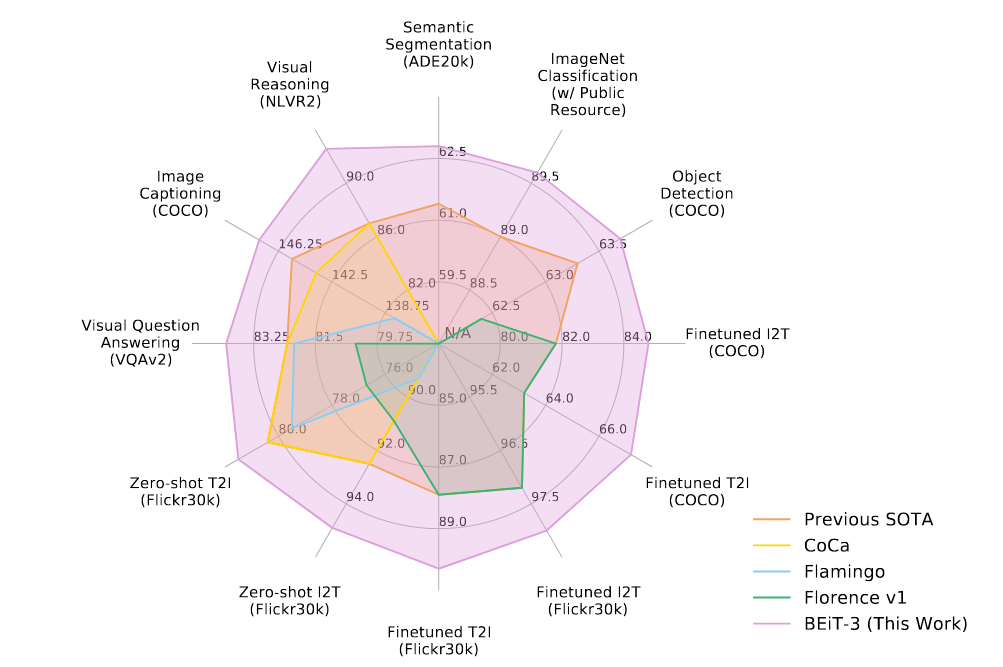 Semantic
Segmentation
(ADE20k)
ImageNet
Classification
(w/ Public
Resource)
Visual
Reasoning
(NLVR2)
Object
Detection
(COCO)
Image
Captioning
(COCO)
Finetuned I2T
(COCO)
Visual Question
Answering
(VQAv2)
Finetuned T2I
(COCO)
Zero-shot T2I
(Flickr30k)
Finetuned I2T
(Flickr30k)
Zero-shot I2T
(Flickr30k)
Finetuned T2I
(Flickr30k)
62.5
61.0
59.5
89.5
89.0
88.5
63.5
63.0
62.5
84.0
82.0
80.0
66.0
64.0
62.0
97.5
96.5
95.5
89.0
87.0
85.0
94.0
92.0
90.0
80.0
78.0
76.0
83.25
81.5
79.75
146.25
142.5
138.75
90.0
86.0
82.0
N/A
Previous SOTA
CoCa
Flamingo
Florence v1
BEiT-3 (This Work)